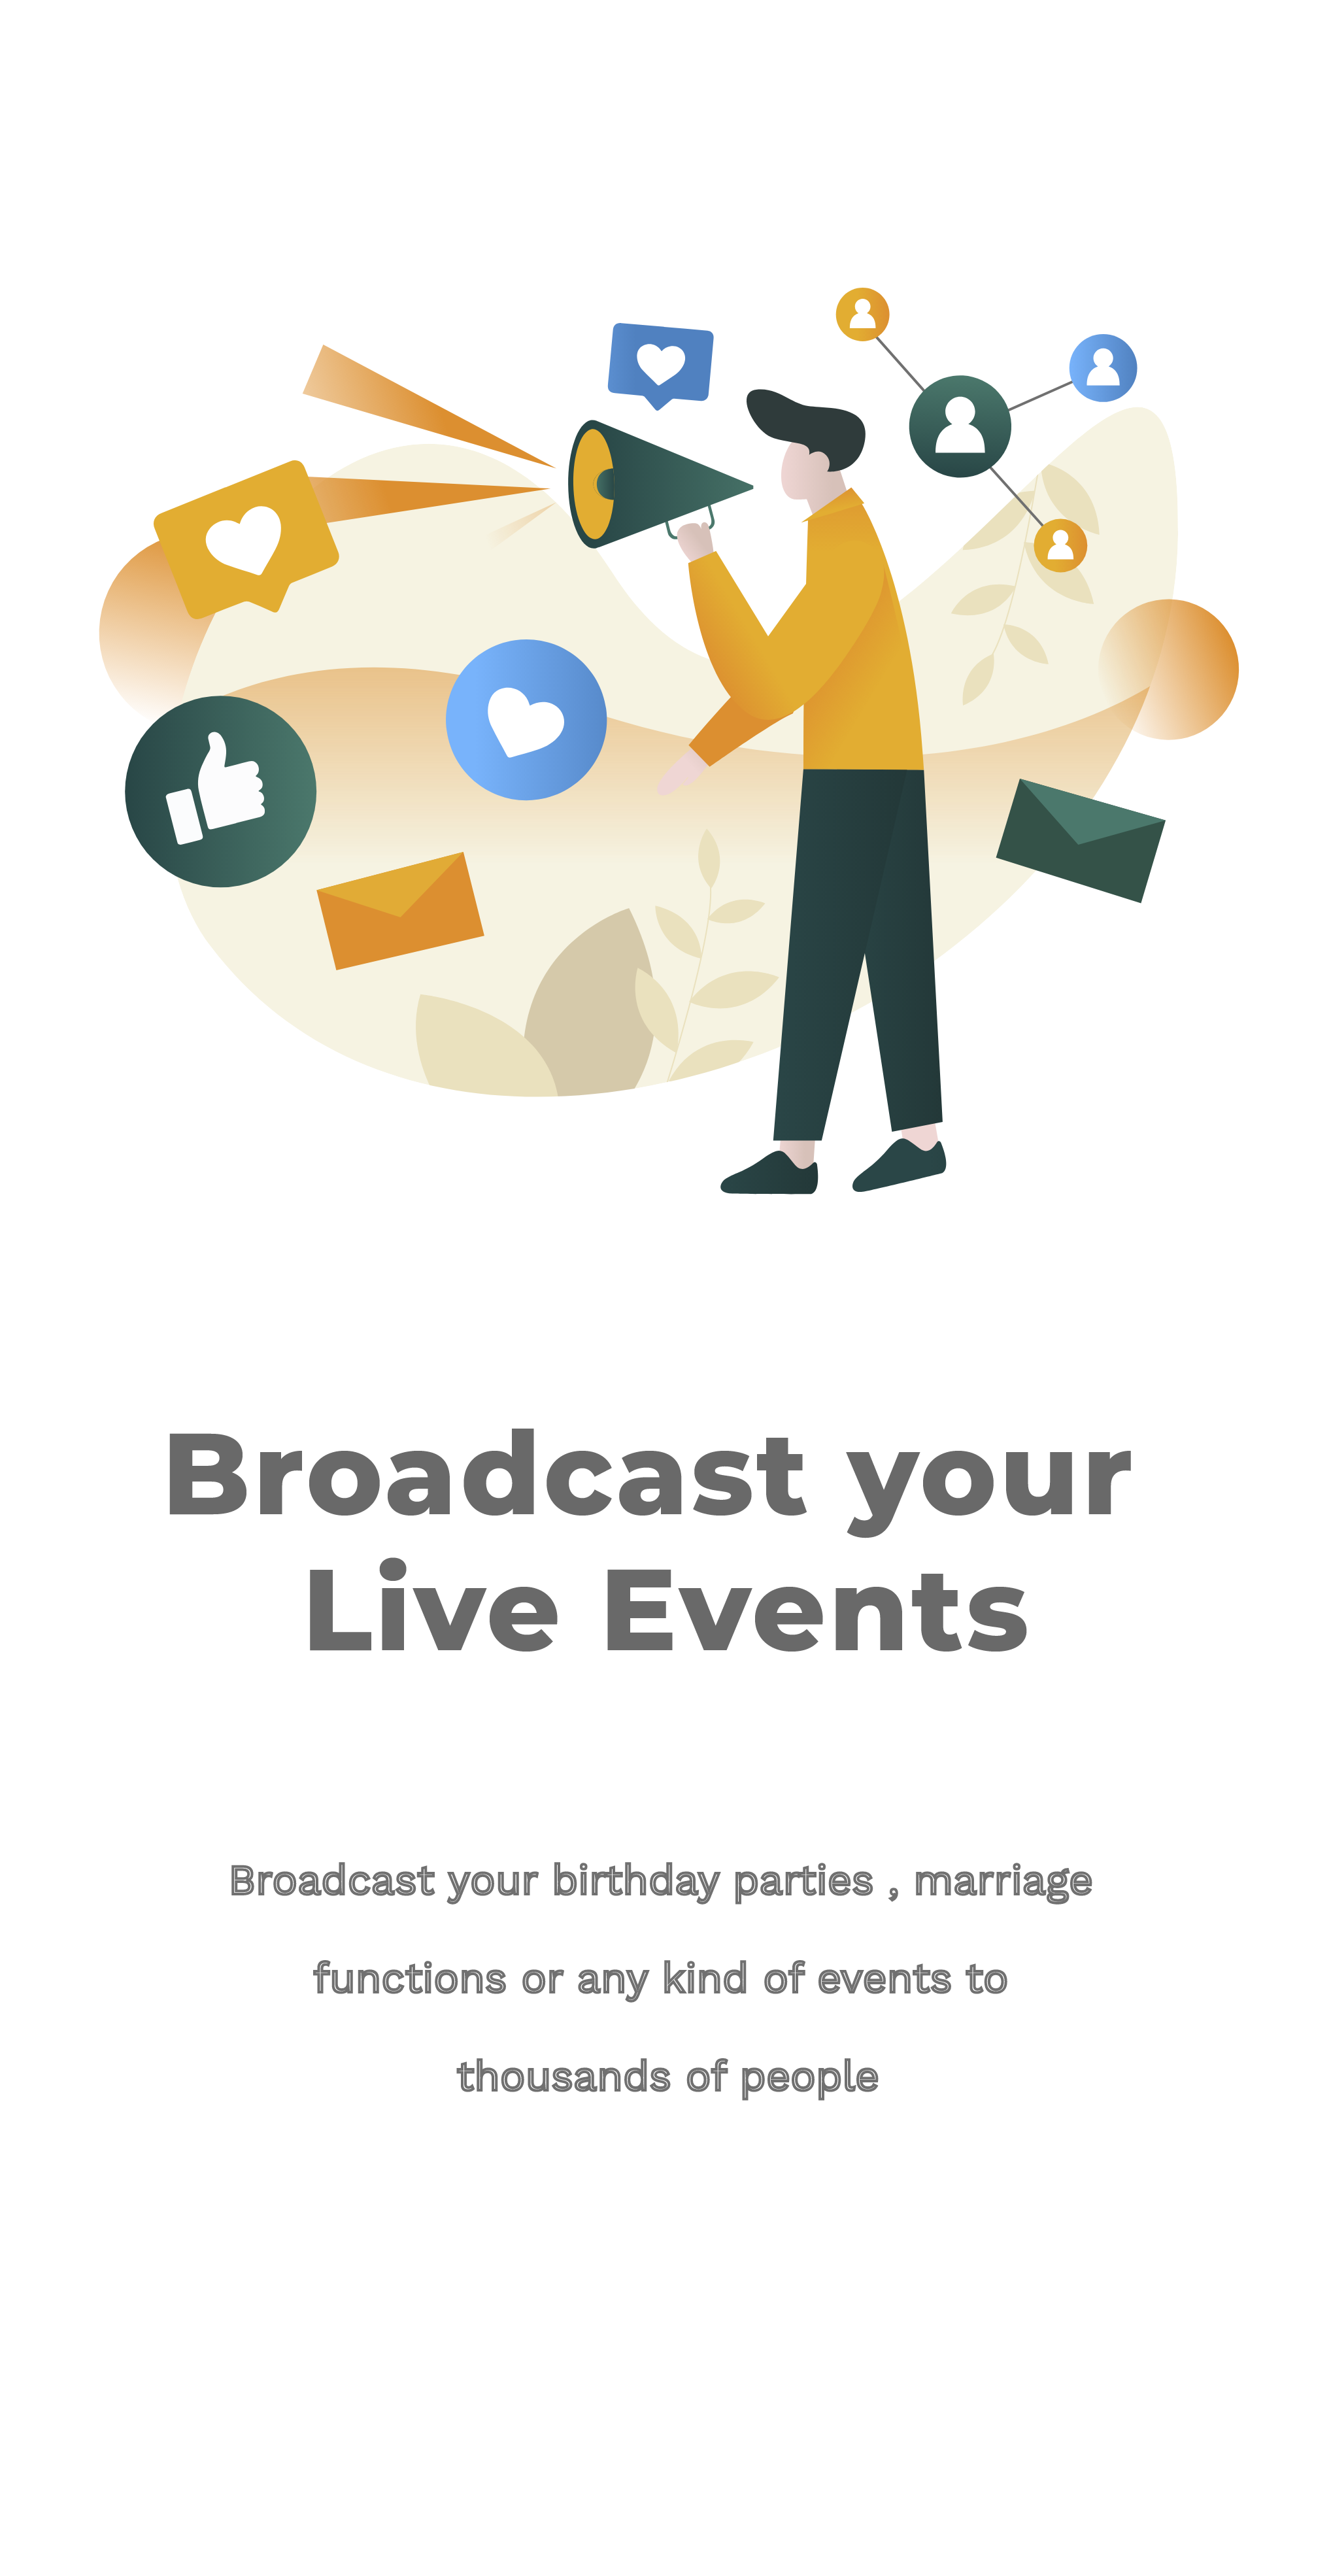 Broadcast your
Live Events
Broadcast your birthday parties , marriage
functions or any kind of events to
thousands of people